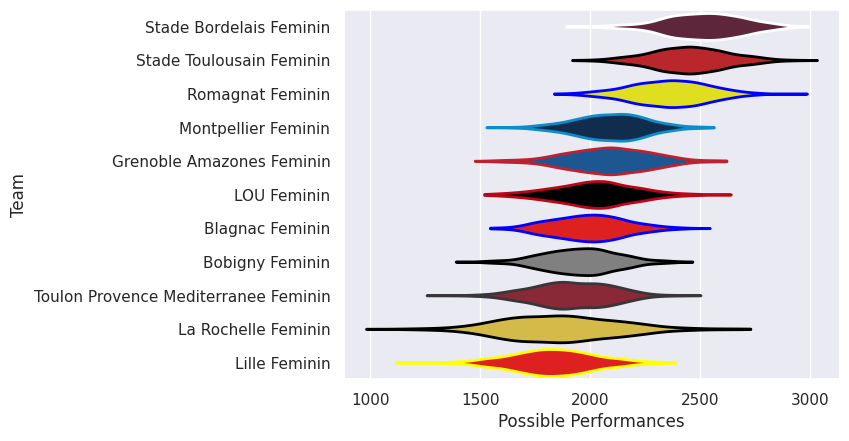 Stade Bordelais Feminin
Stade Toulousain Feminin
Romagnat Feminin
Montpellier Feminin
Grenoble Amazones Feminin
LOU Feminin
Blagnac Feminin
Bobigny Feminin
Toulon Provence Mediterranee Feminin
La Rochelle Feminin
Lille Feminin
Team
1000 1500 2000 2500 3000
Possible Performances